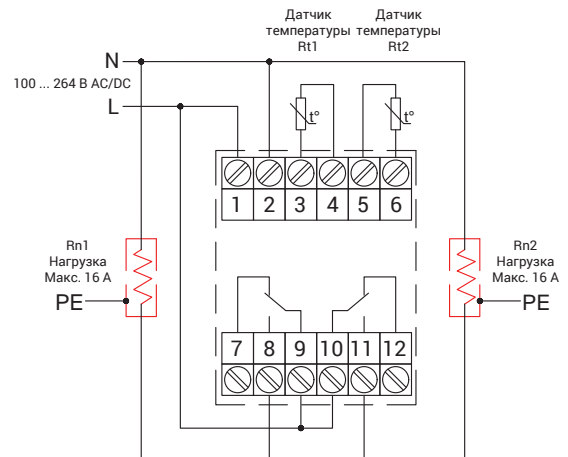 Датчик
температуры
Rt1
Датчик
температуры
Rt2
N
100 ... 264 В AC/DC
L
t°
t°
1 2 3 4 5 6
Rn1
Нагрузка
Макс. 16 А
PE
Rn2
Нагрузка
Макс. 16 А
PE
7 8 9 10 11 12